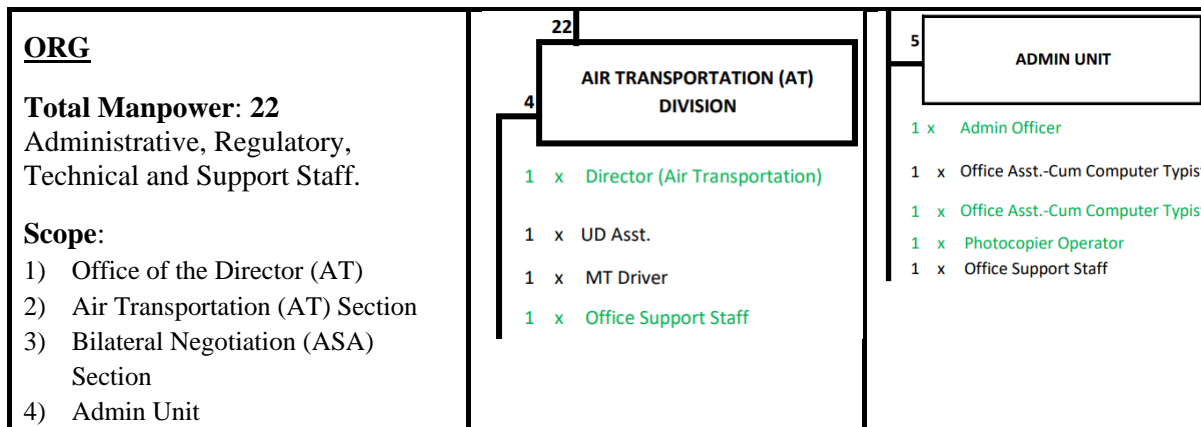 ORG
Total Manpower: 22
Administrative, Regulatory,
Technical and Support Staff.
Scope:
1) Office of the Director (AT)
2) Air Transportation (AT) Section
3) Bilateral Negotiation (ASA)
Section
4) Admin Unit
22
AIR TRANSPORTATION (AT)
DIVISION
4
1 x Director (Air Transportation)
1 x UD Asst.
1 x MT Driver
1 x Office Support Staff
5
ADMIN UNIT
1 x Admin Officer
1 x Office Asst.-Cum Computer Typis
1 x Office Asst.-Cum Computer Typis
1 x Photocopier Operator
1 x Office Support Staff